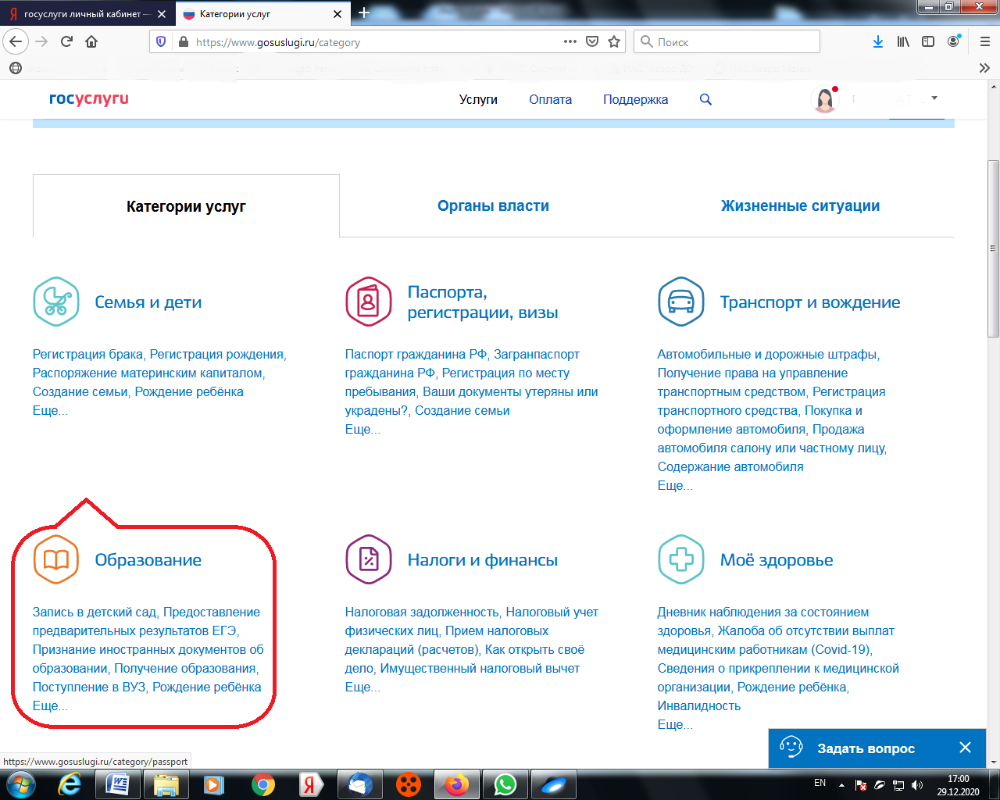 госуслуги личный кабинет —
Категории услуг
https://www.gosuslugi.ru/category
Поиск
госуслуги
Услуги Оплата Поддержка
Категории услуг
Органы власти
Жизненные ситуации
Семья и дети
Регистрация брака, Регистрация рождения,
Распоряжение материнским капиталом,
Создание семьи, Рождение ребёнка
Еще...
Паспорта,
регистрации, визы
Паспорт гражданина РФ, Загранпаспорт
гражданина РФ, Регистрация по месту
пребывания, Ваши документы утеряны или
украдены?, Создание семьи
Еще...
Транспорт и вождение
Автомобильные и дорожные штрафы,
Получение права на управление
транспортным средством, Регистрация
транспортного средства, Покупка и
оформление автомобиля, Продажа
автомобиля салону или частному лицу,
Содержание автомобиля
Еще...
Образование
Запись в детский сад, Предоставление
предварительных результатов ЕГЭ,
Признание иностранных документов об
образовании, Получение образования,
Поступление в ВУЗ, Рождение ребёнка
Еще...
Налоги и финансы
Налоговая задолженность, Налоговый учет
физических лиц, Прием налоговых
деклараций (расчетов), Как открыть своё
дело, Имущественный налоговый вычет
Еще...
Моё здоровье
Дневник наблюдения за состоянием
здоровья, Жалоба об отсутствии выплат
медицинским работникам (Covid-19),
Сведения о прикреплении к медицинской
организации, Рождение ребёнка,
Инвалидность
Еще...
Задать вопрос
https://www.gosuslugi.ru/category/passport
EN
17:00
29.12.2020